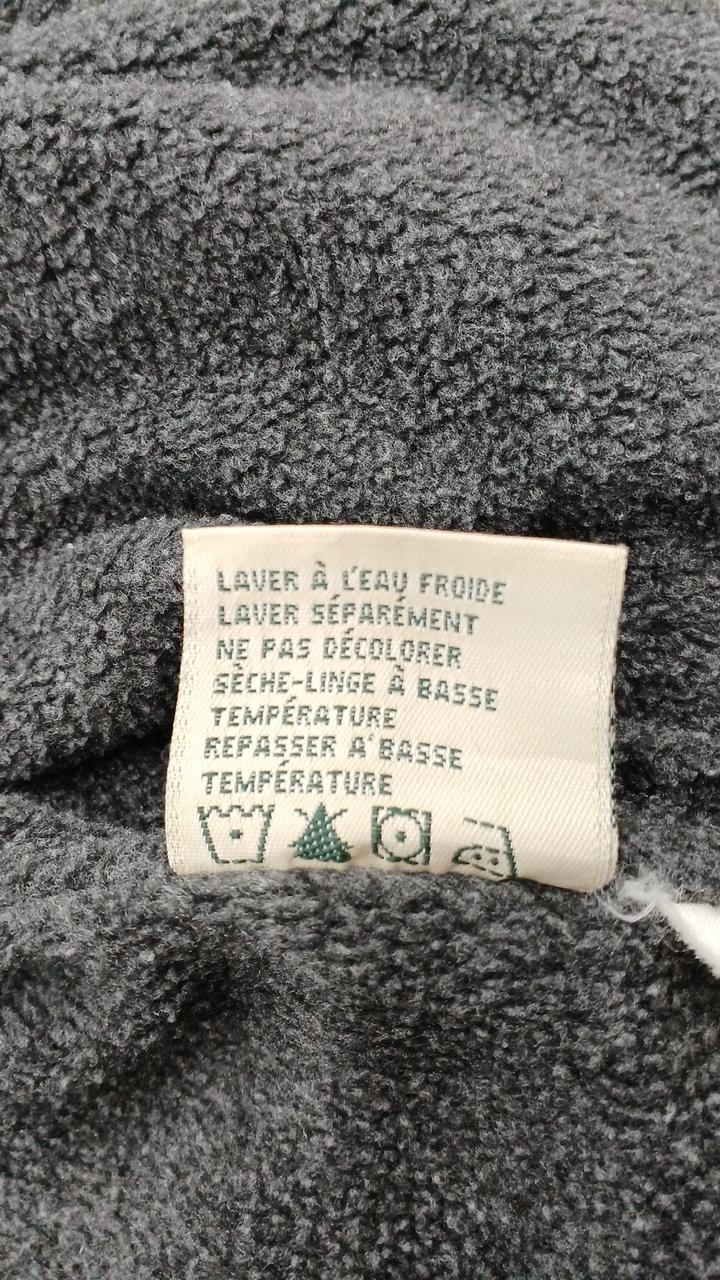 LAVER À L'EAU FROIDE
LAVER SÉPARÉMENT
NE PAS DÉCOLORER
SÈCHE-LINGE À BASSE
TEMPÉRATURE
REPASSER A'BASSE
TEMPÉRATURE